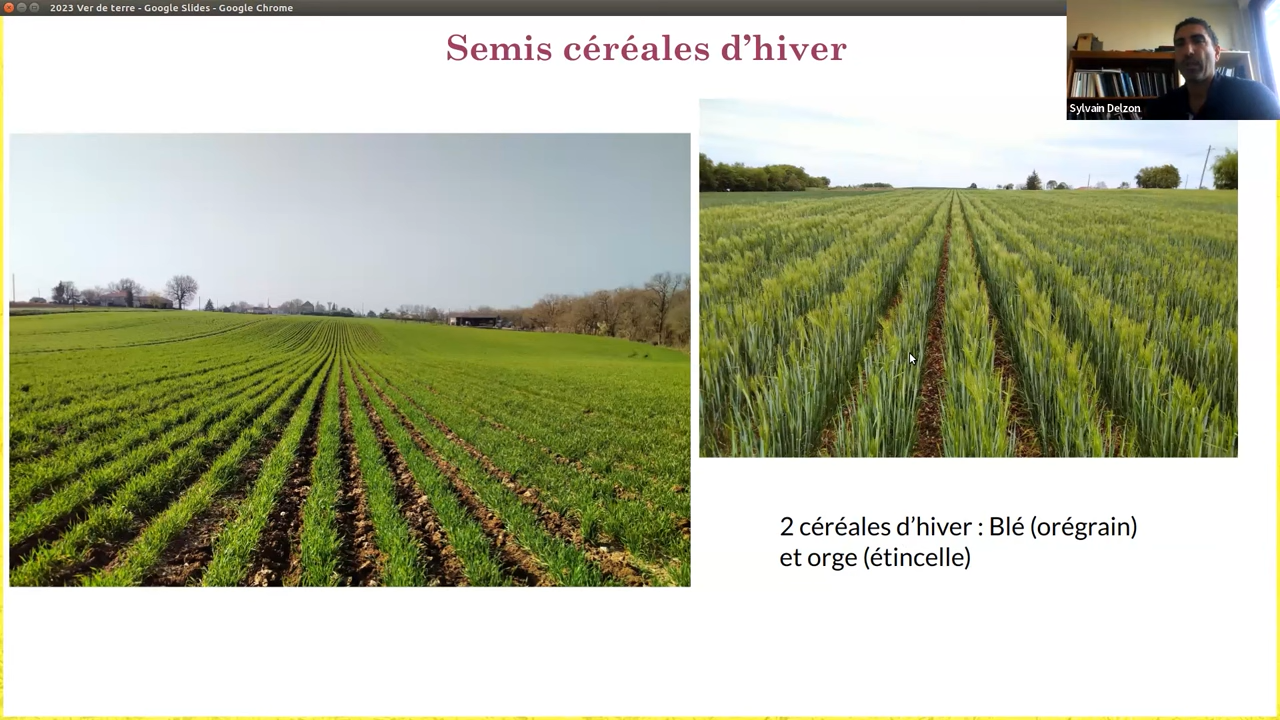 2023 Ver de terre - Google Slides - Google Chrome
Semis céréales d’hiver
Sylvain Delzon
2 céréales d’hiver : Blé (orégrain)
et orge (étincelle)